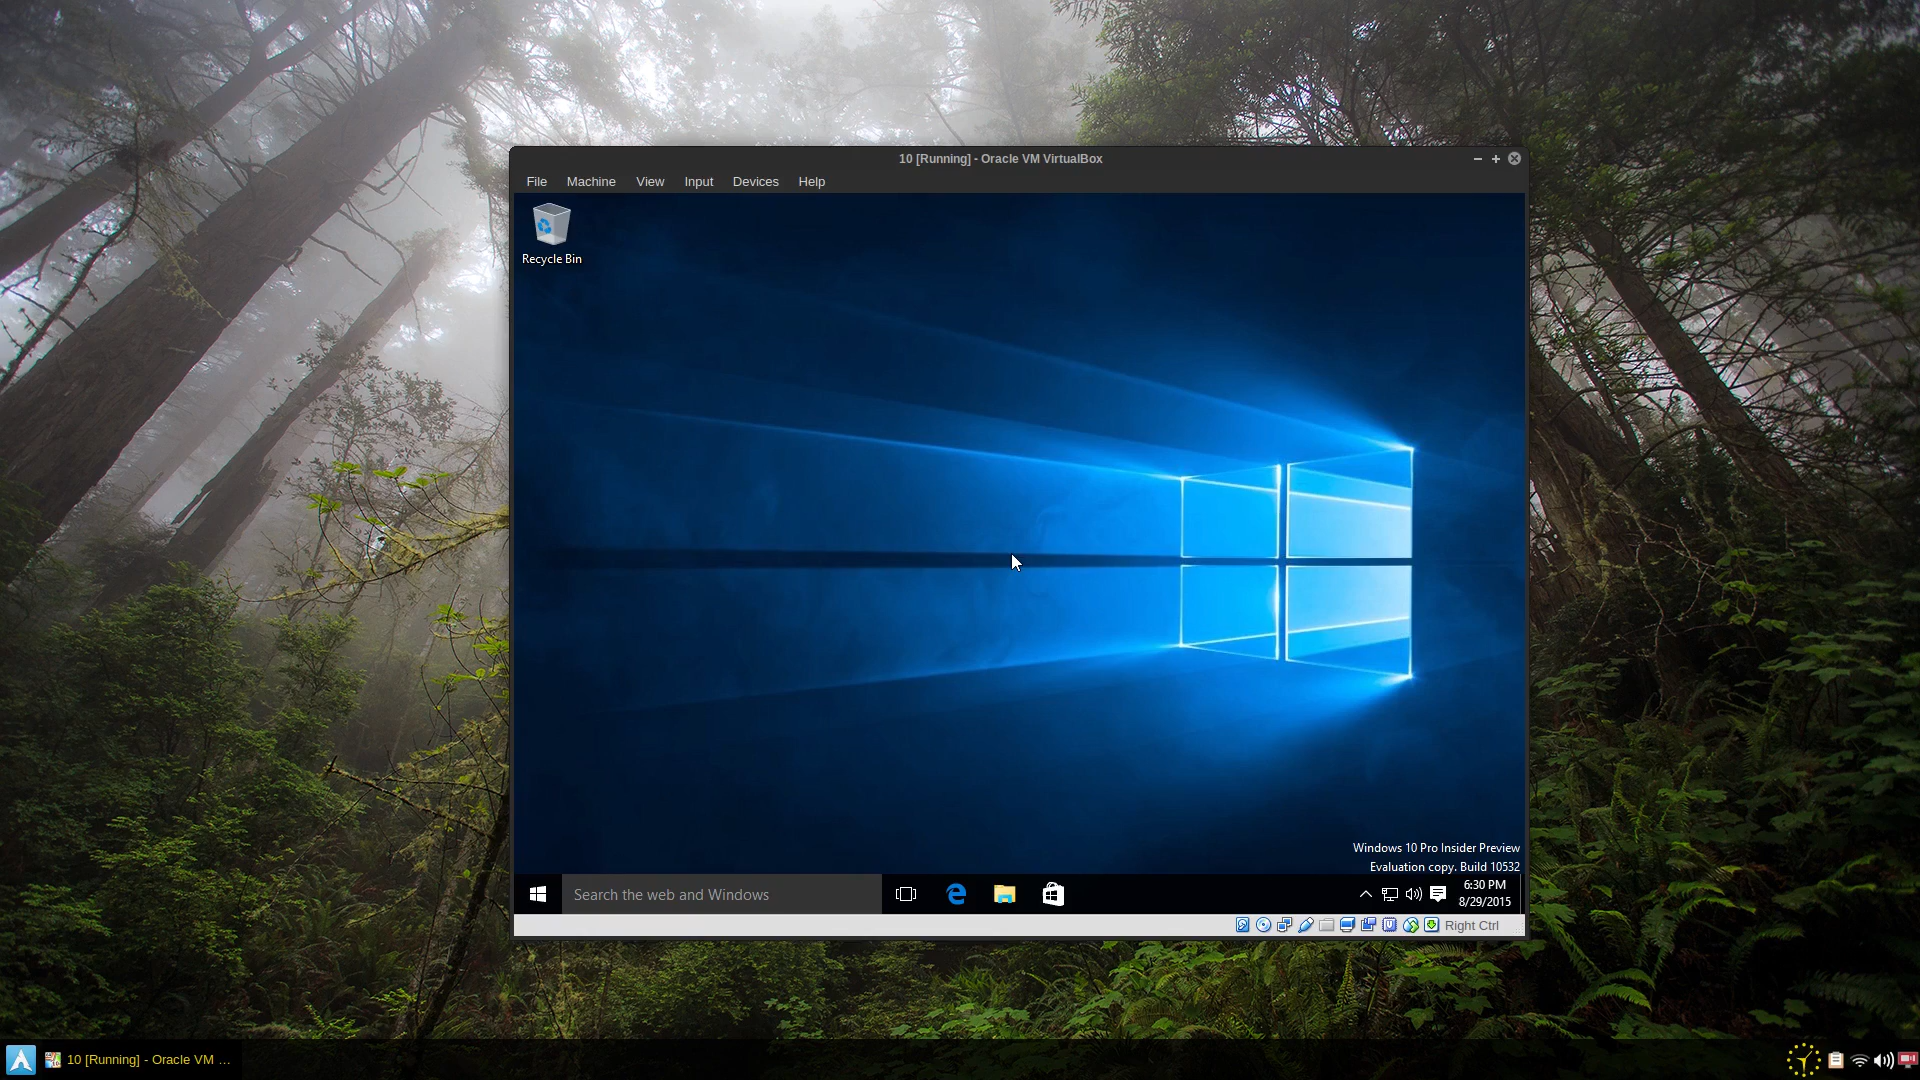 10 [Running] - Oracle VM VirtualBox
File Machine View Input Devices Help
Recycle Bin
Windows 10 Pro Insider Preview
Evaluation copy. Build 10532
Search the web and Windows
6:30 PM
8/29/2015
Right Ctrl
10 [Running] - Oracle VM ...